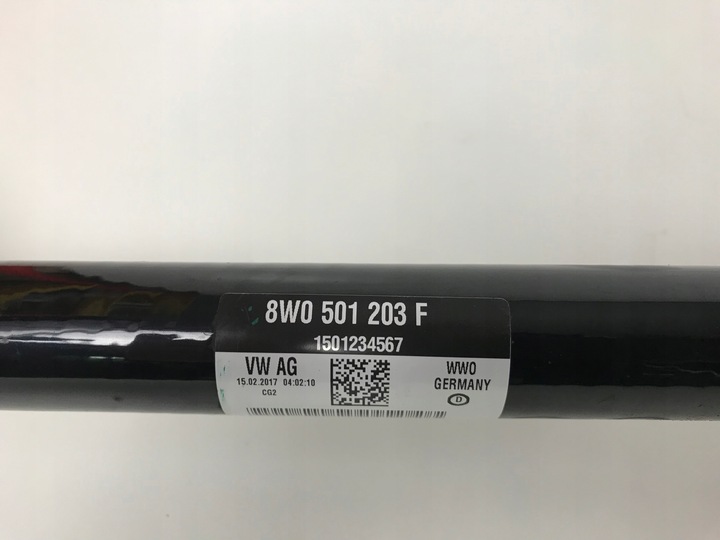 8W0 501 203 F
1501234567
VW AG
15.02.2017 04:02:10
CG2
WWO
GERMANY
D